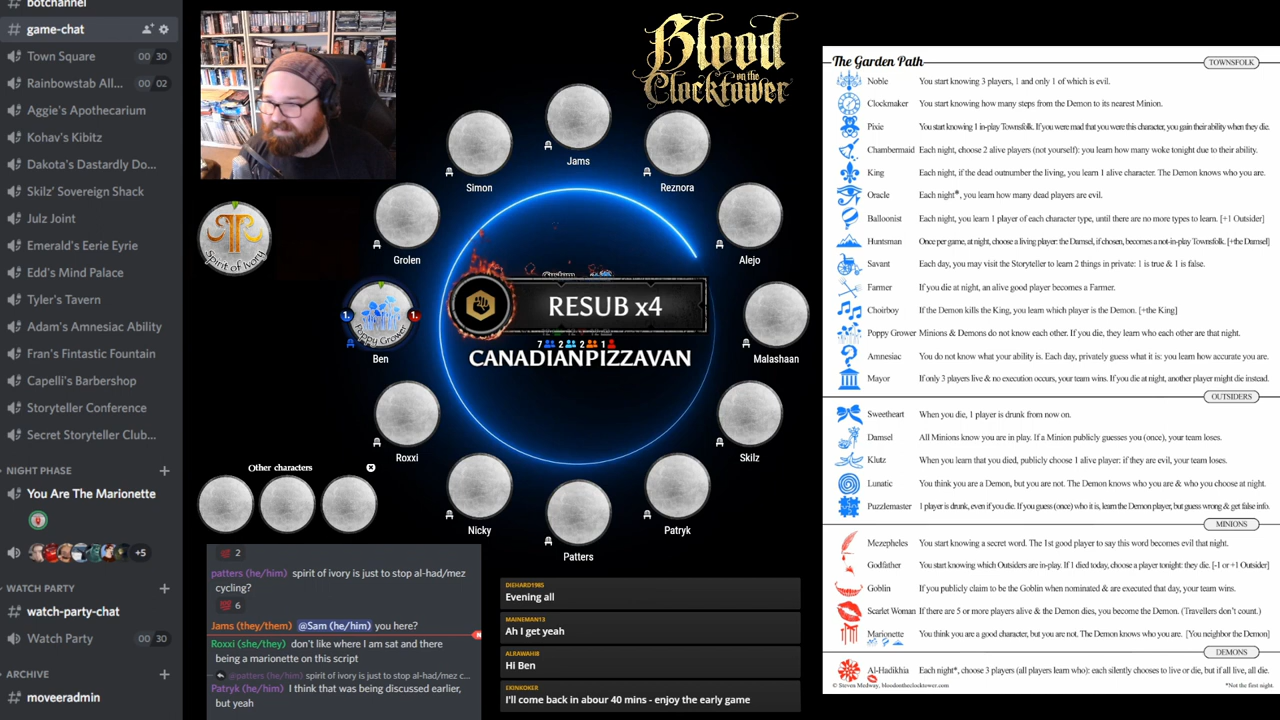 botchannel
# game-chat
Town Square 00 30
Rainbow Stab All... 00 02
Aggie's Apothecarium
Kohav's Kibitz
Dakota's Dastardly Do...
Skilz' Sovereign Shack
Julz Joint
Emerald's Eerie Eyrie
Edd's Mind Palace
Tyler's Tavern
Adam's Amnesiac Ability
Fran's Fintastic Fountain
Capelli's Barbershop
Storyteller Conference
Secret Storyteller Club...
NIGHT PHASE
You Are The Marionette
+5
WATCH PARTY
watch-party-chat
Watch Party 00 30
ARCHIVE
moveeradmin
Spirit of Ivory
Blood
on the
Clocktower
Jams
Simon
Reznora
Grolen
Alejo
Poppy Grower
1.
1.
Ben
Malashaan
Roxxi
Skilz
Nicky
Patryk
Patters
RESUB x4
CANADIANPIZZAVAN
7 2 2 1
Other characters
2
patters (he/him) spirit of ivory is just to stop al-had/mez
cycling?
6
Jams (they/them) @Sam (he/him) you here?
Roxxi (she/they) don't like where I am sat and there
being a marionette on this script
@patters (he/him) spirit of ivory is just to stop al-had/mez c...
Patryk (he/him) I think that was being discussed earlier,
but yeah
DIEHARD1985
Evening all
MAINEMAN13
Ah I get yeah
ALRAWAHI8
Hi Ben
EKINKOKER
I'll come back in abour 40 mins - enjoy the early game
The Garden Path
TOWNSFOLK
Noble You start knowing 3 players, 1 and only 1 of which is evil.
Clockmaker You start knowing how many steps from the Demon to its nearest Minion.
Pixie You start knowing 1 in-play Townsfolk. If you were mad that you were this character, you gain their ability when they die.
Chambermaid Each night, choose 2 alive players (not yourself): you learn how many woke tonight due to their ability.
King Each night, if the dead outnumber the living, you learn 1 alive character. The Demon knows who you are.
Oracle Each night*, you learn how many dead players are evil.
Balloonist Each night, you learn 1 player of each character type, until there are no more types to learn. [+1 Outsider]
Huntsman Once per game, at night, choose a living player: the Damsel, if chosen, becomes a not-in-play Townsfolk. [+the Damsel]
Savant Each day, you may visit the Storyteller to learn 2 things in private: 1 is true & 1 is false.
Farmer If you die at night, an alive good player becomes a Farmer.
Choirboy If the Demon kills the King, you learn which player is the Demon. [+the King]
Poppy Grower Minions & Demons do not know each other. If you die, they learn who each other are that night.
Amnesiac You do not know what your ability is. Each day, privately guess what it is: you learn how accurate you are.
Mayor If only 3 players live & no execution occurs, your team wins. If you die at night, another player might die instead.
OUTSIDERS
Sweetheart When you die, 1 player is drunk from now on.
Damsel All Minions know you are in play. If a Minion publicly guesses you (once), your team loses.
Klutz When you learn that you died, publicly choose 1 alive player: if they are evil, your team loses.
Lunatic You think you are a Demon, but you are not. The Demon knows who you are & who you choose at night.
Puzzlemaster 1 player is drunk, even if you die. If you guess (once) who it is, learn the Demon player, but guess wrong & get false info.
MINIONS
Mezepheles You start knowing a secret word. The 1st good player to say this word becomes evil that night.
Godfather You start knowing which Outsiders are in-play. If 1 died today, choose a player tonight: they die. [-1 or +1 Outsider]
Goblin If you publicly claim to be the Goblin when nominated & are executed that day, your team wins.
Scarlet Woman If there are 5 or more players alive & the Demon dies, you become the Demon. (Travellers don't count.)
Marionette You think you are a good character, but you are not. The Demon knows who you are. [You neighbor the Demon]
DEMONS
Al-Hadikhia Each night*, choose 3 players (all players learn who): each silently chooses to live or die, but if all live, all die.
© Steven Medway, bloodontheclocktower.com
*Not the first night.